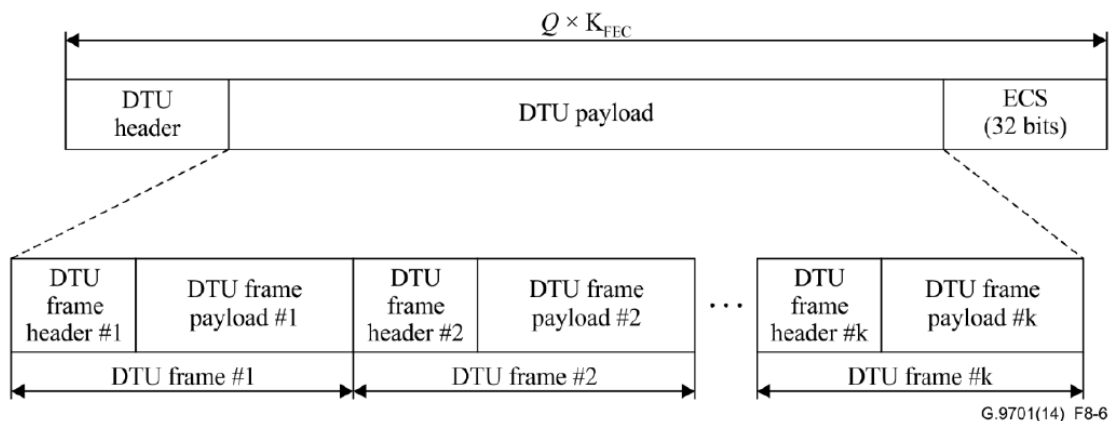 Q × K_FEC
DTU
header
DTU payload
ECS
(32 bits)
DTU
frame
header #1
DTU frame
payload #1
DTU
frame
header #2
DTU frame
payload #2
...
DTU
frame
header #k
DTU frame
payload #k
DTU frame #1
DTU frame #2
DTU frame #k
G.9701(14)_F8-6